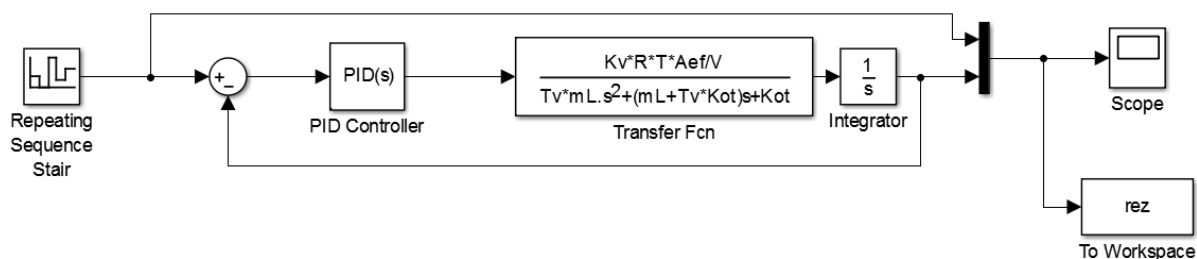 Repeating
Sequence
Stair
+
−
PID(s)
PID Controller
Kv*R*T*Aef/V
Tv*mL.s²+(mL+Tv*Kot)s+Kot
Transfer Fcn
1
s
Integrator
Scope
rez
To Workspace